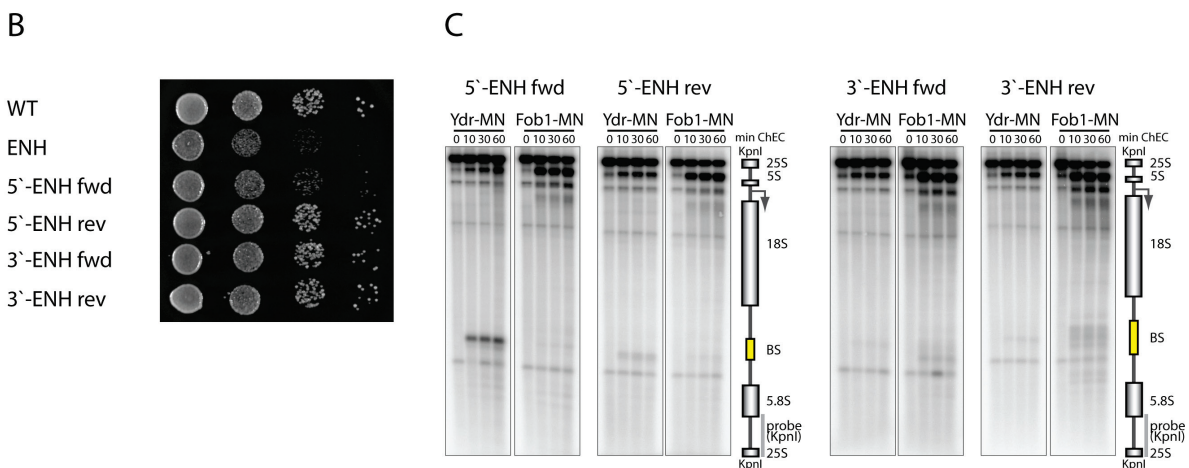 B
WT
ENH
5`-ENH fwd
5`-ENH rev
3`-ENH fwd
3`-ENH rev
C
5`-ENH fwd 5`-ENH rev 3`-ENH fwd 3`-ENH rev
Ydr-MN Fob1-MN Ydr-MN Fob1-MN Ydr-MN Fob1-MN Ydr-MN Fob1-MN
0 10 30 60 0 10 30 60 0 10 30 60 0 10 30 60 min ChEC 0 10 30 60 0 10 30 60 0 10 30 60 0 10 30 60 min ChEC
KpnI KpnI
25S 25S
5S 5S
18S 18S
BS BS
5.8S 5.8S
probe probe
(KpnI) (KpnI)
25S 25S
KpnI KpnI